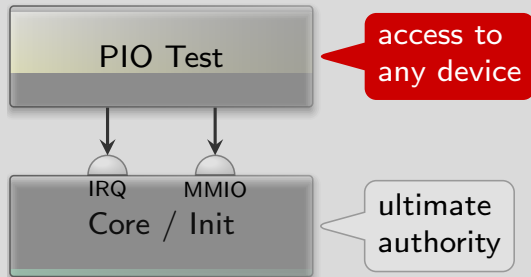 PIO Test
access to
any device
IRQ
MMIO
Core / Init
ultimate
authority